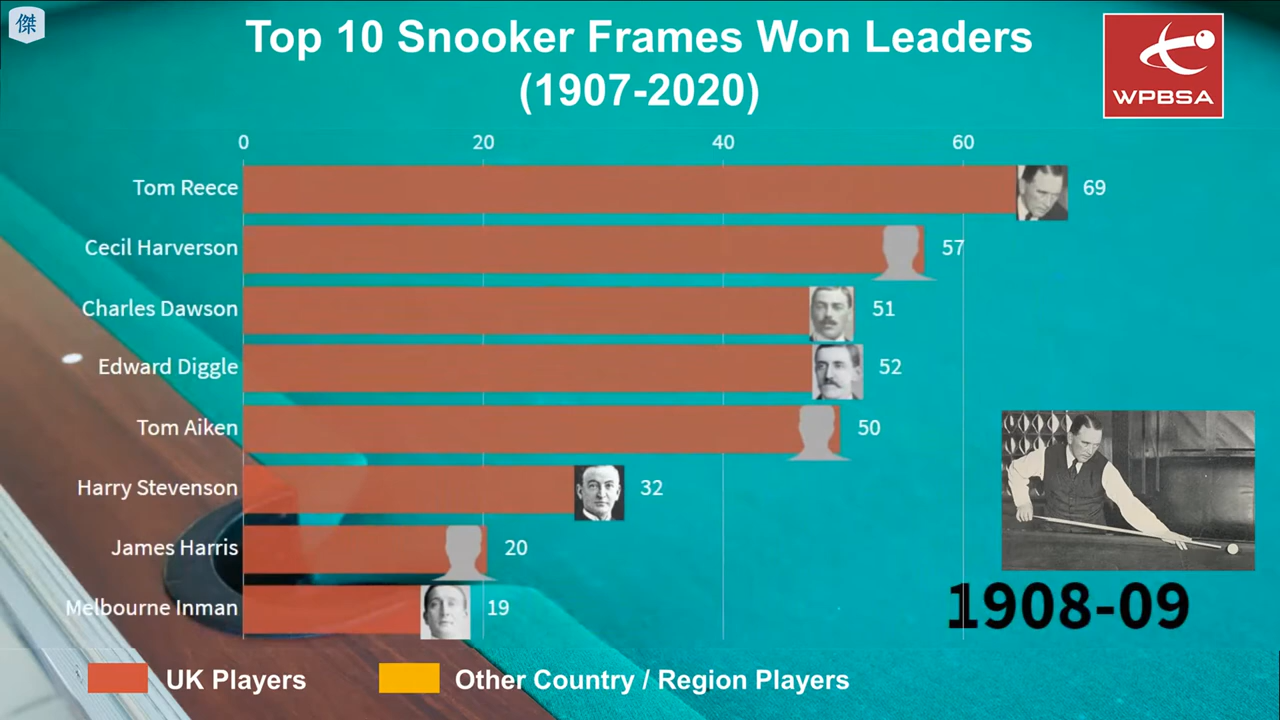 傑
Top 10 Snooker Frames Won Leaders
(1907-2020)
WPBSA
0 20 40 60
Tom Reece 69
Cecil Harverson 57
Charles Dawson 51
Edward Diggle 52
Tom Aiken 50
Harry Stevenson 32
James Harris 20
Melbourne Inman 19
1908-09
UK Players Other Country / Region Players